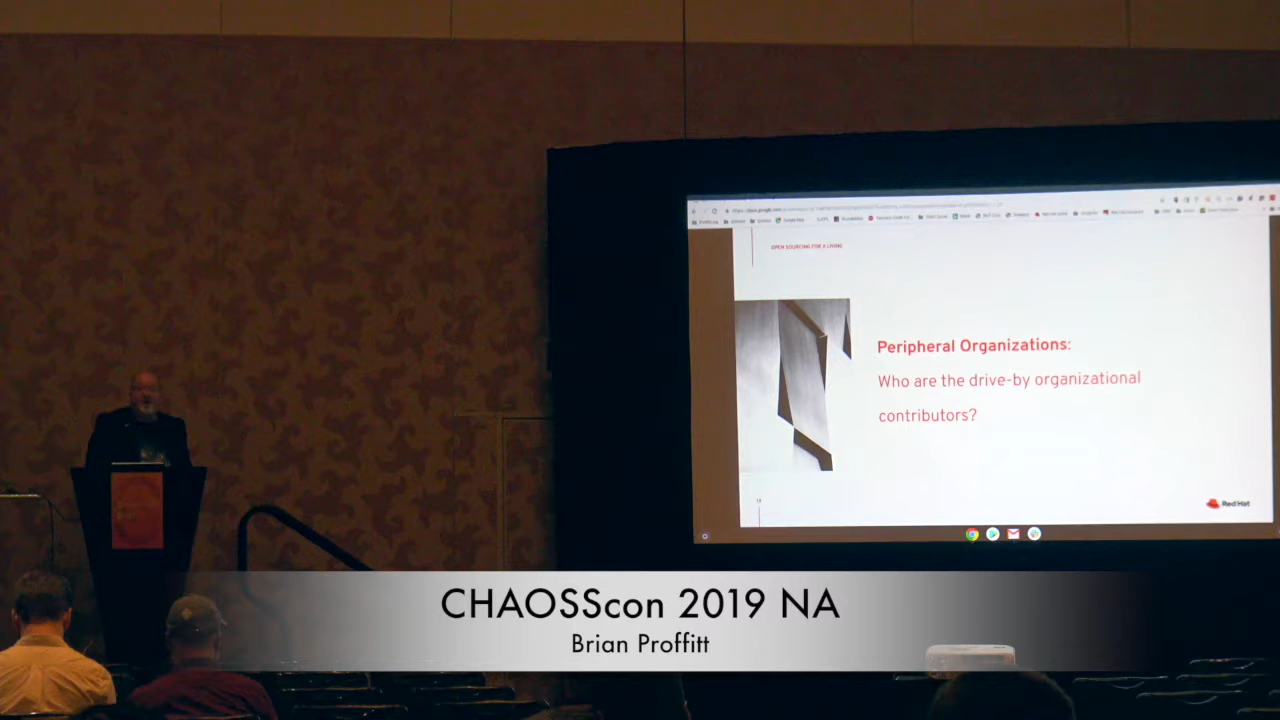 OPEN SOURCING FOR A LIVING
Peripheral Organizations:
Who are the drive-by organizational
contributors?
Red Hat
CHAOSScon 2019 NA
Brian Proffitt